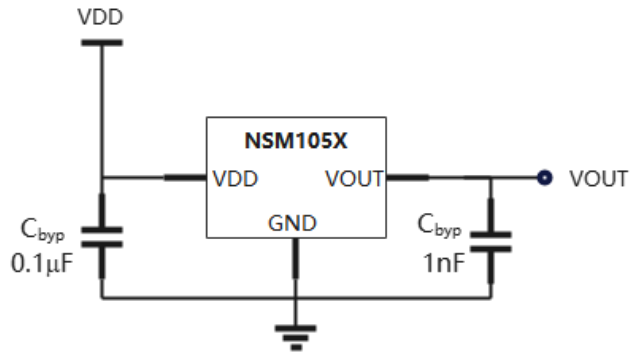 VDD
NSM105X
VDD
VOUT
VOUT
GND
Cbyp
0.1μF
Cbyp
1nF